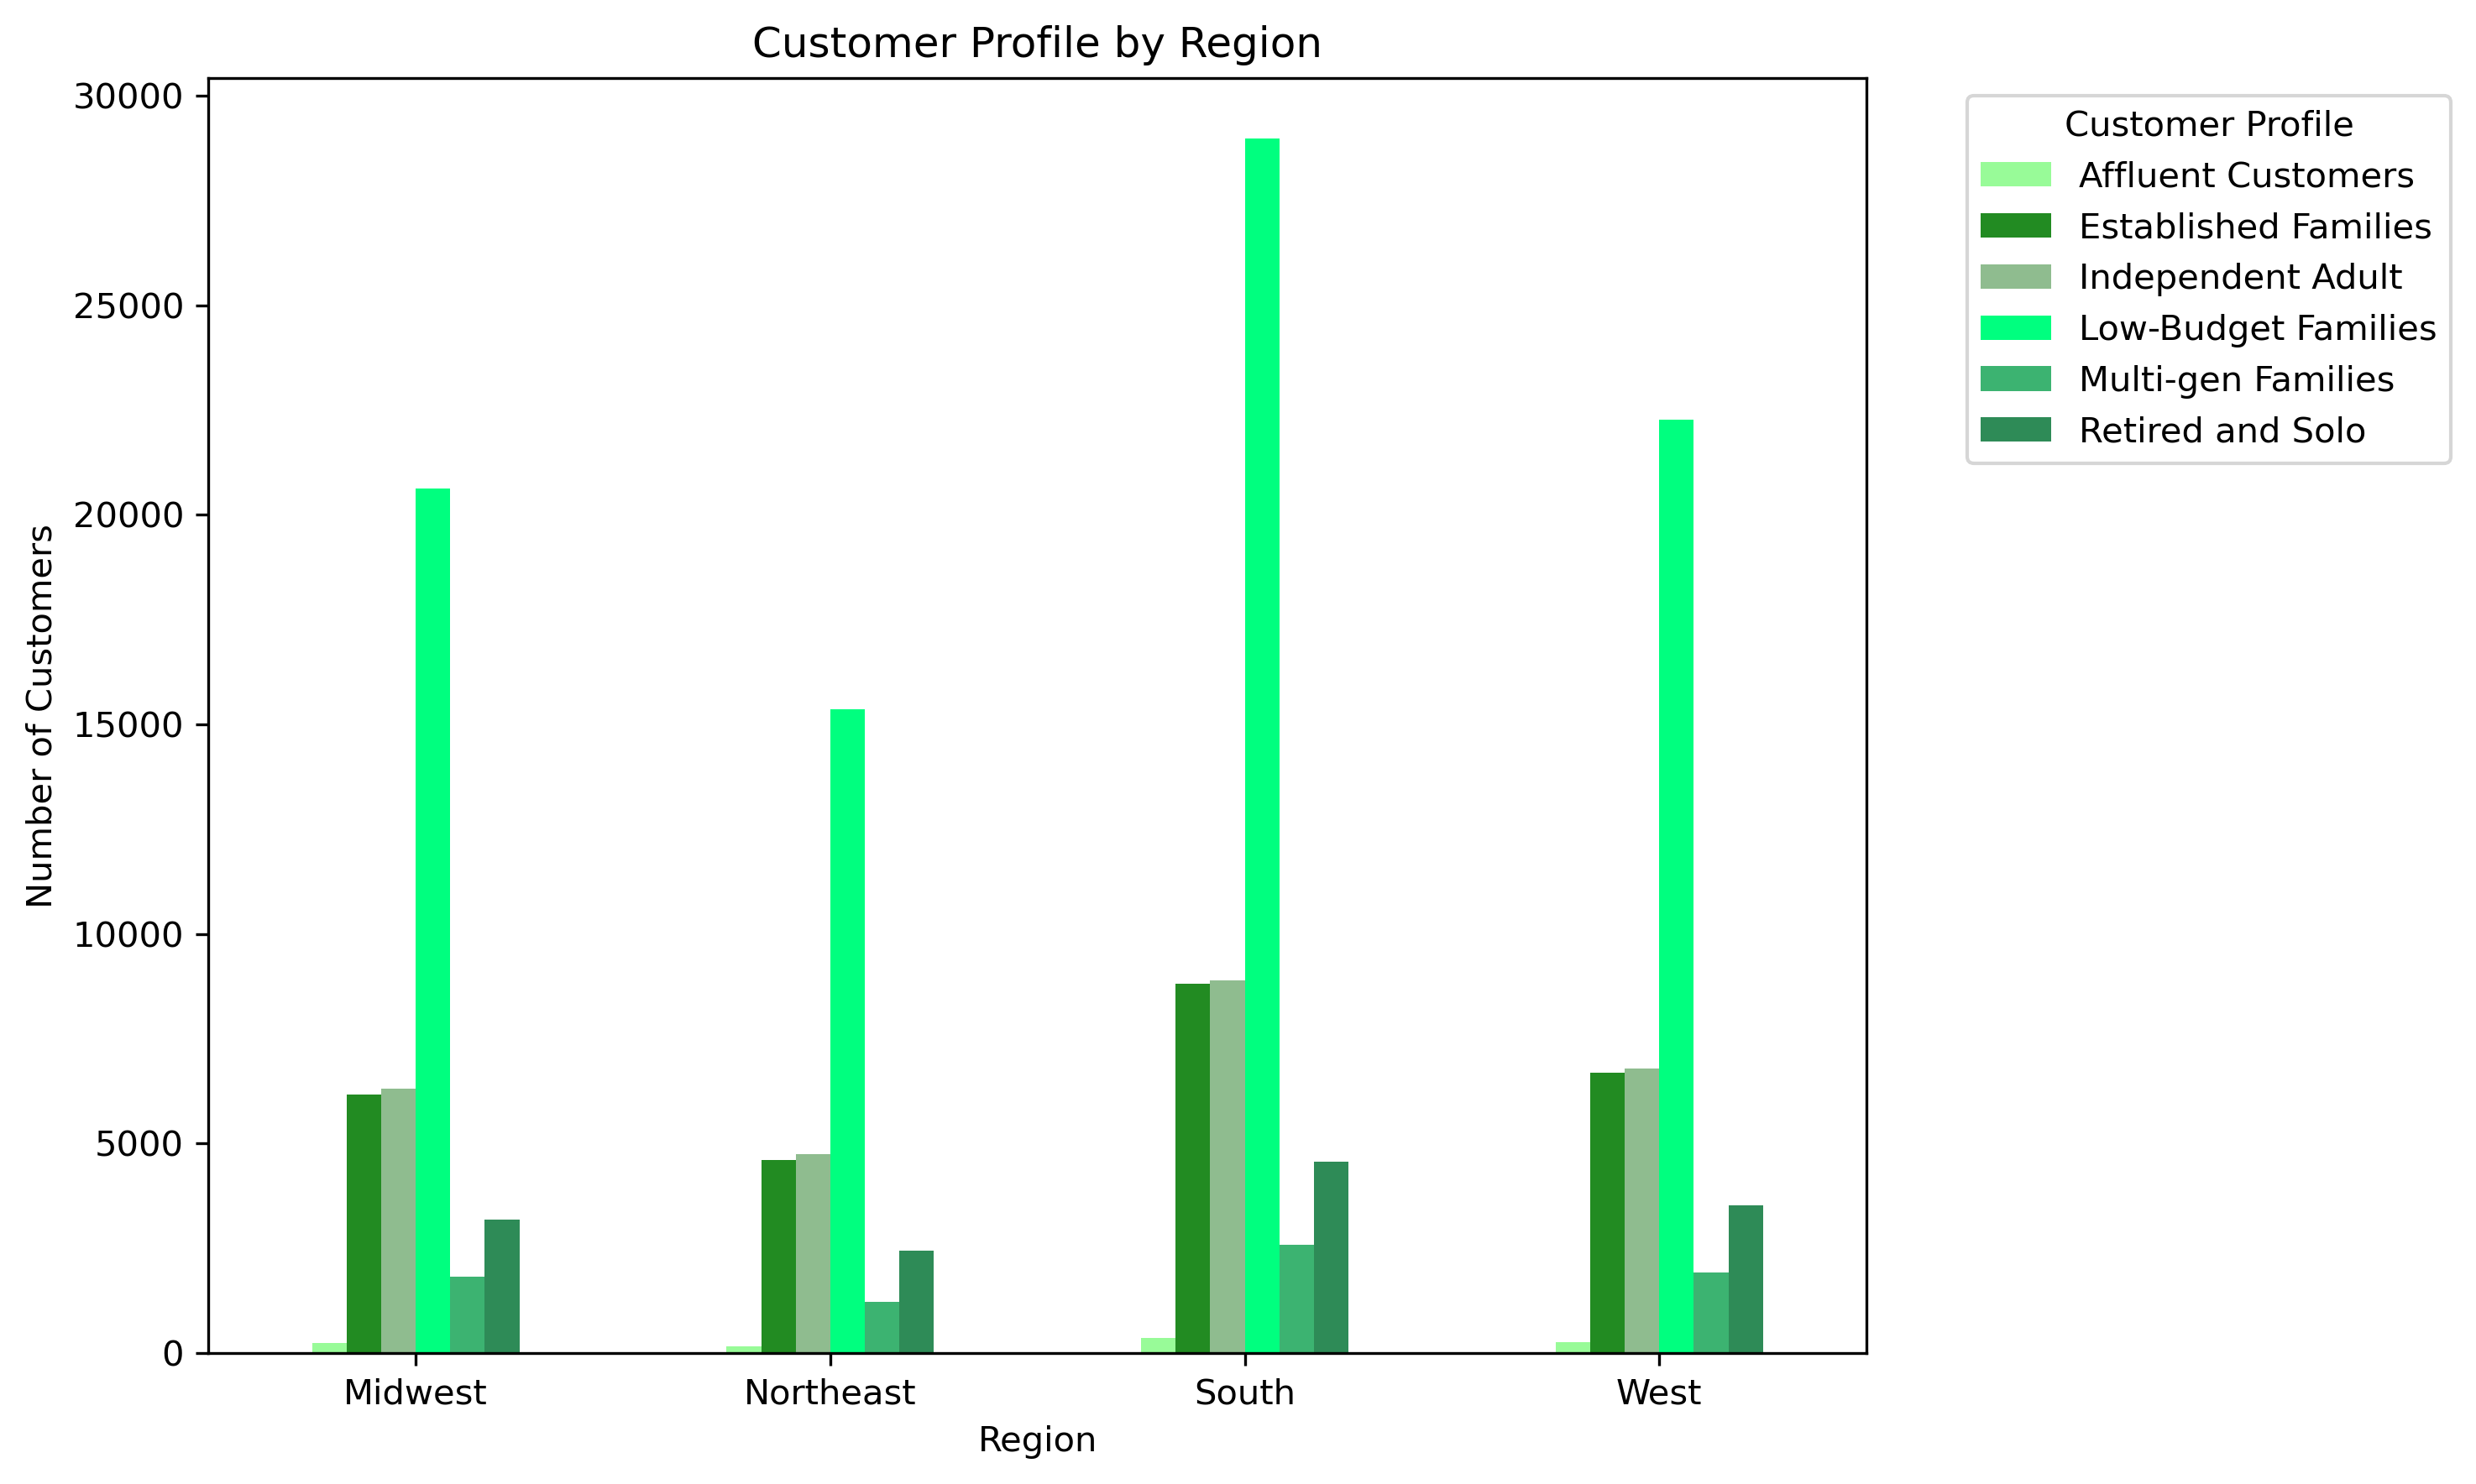 Customer Profile by Region
30000
25000
20000
15000
10000
5000
0
Number of Customers
Midwest
Northeast
South
West
Region
Customer Profile
Affluent Customers
Established Families
Independent Adult
Low-Budget Families
Multi-gen Families
Retired and Solo